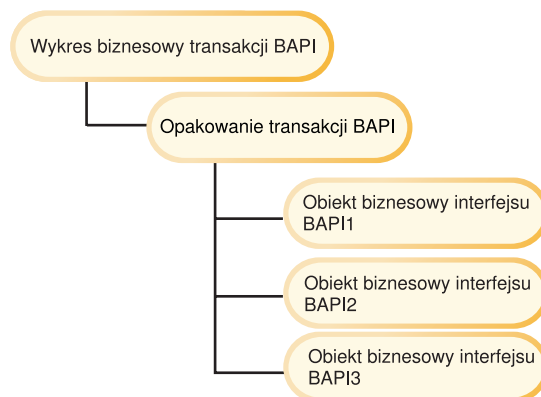 Wykres biznesowy transakcji BAPI
Opakowanie transakcji BAPI
Obiekt biznesowy interfejsu
BAPI1
Obiekt biznesowy interfejsu
BAPI2
Obiekt biznesowy interfejsu
BAPI3